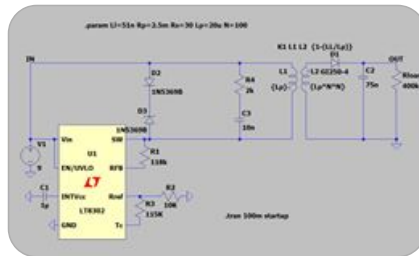 .param Ll=51n Rp=2.5m Rs=30 Lp=20u N=100
IN
K1 L1 L2 {1-(Ll/Lp)}
D1
OUT
D2
1N5369B
R4
2k
L1
{Lp}
L2
GI250-4
{Lp*N*N}
C2
75n
Rload
400k
D3
1N5369B
C3
10n
V1
9
Vin
SW
U1
EN/UVLO
RFB
R1
118k
C1
1µ
INTVcc
Rref
R2
10K
LT8302
R3
115K
GND
Tc
.tran 100m startup